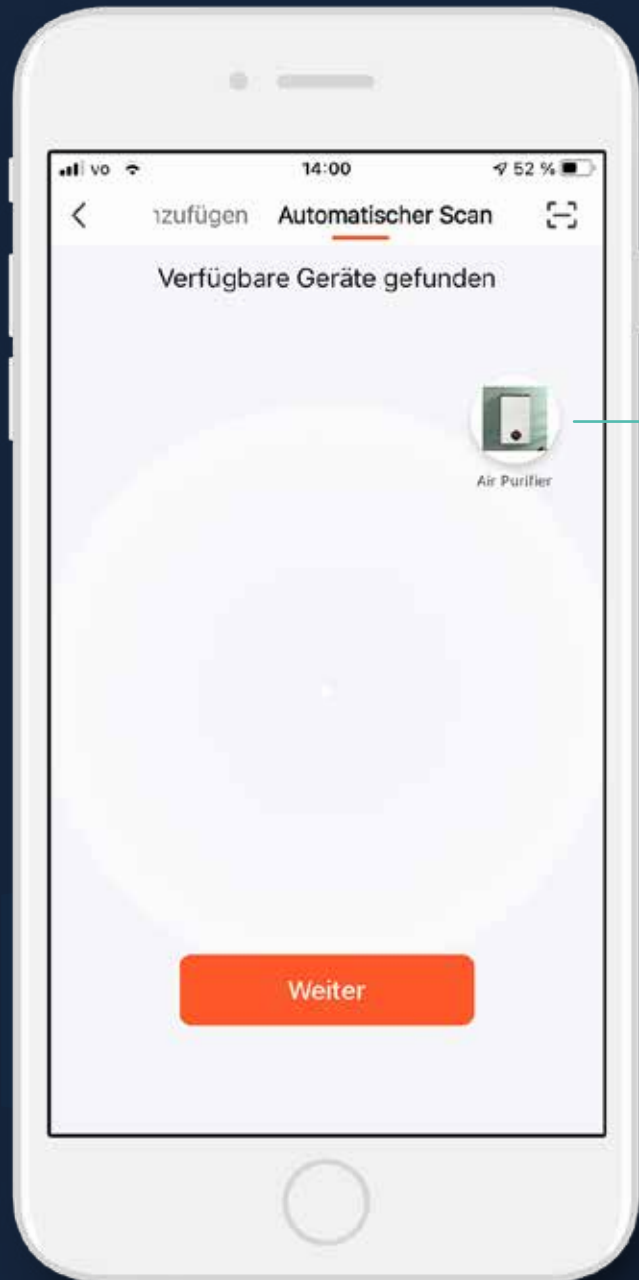 vo 14:00 52 %
nzufügen Automatischer Scan
Verfügbare Geräte gefunden
Air Purifier
Weiter